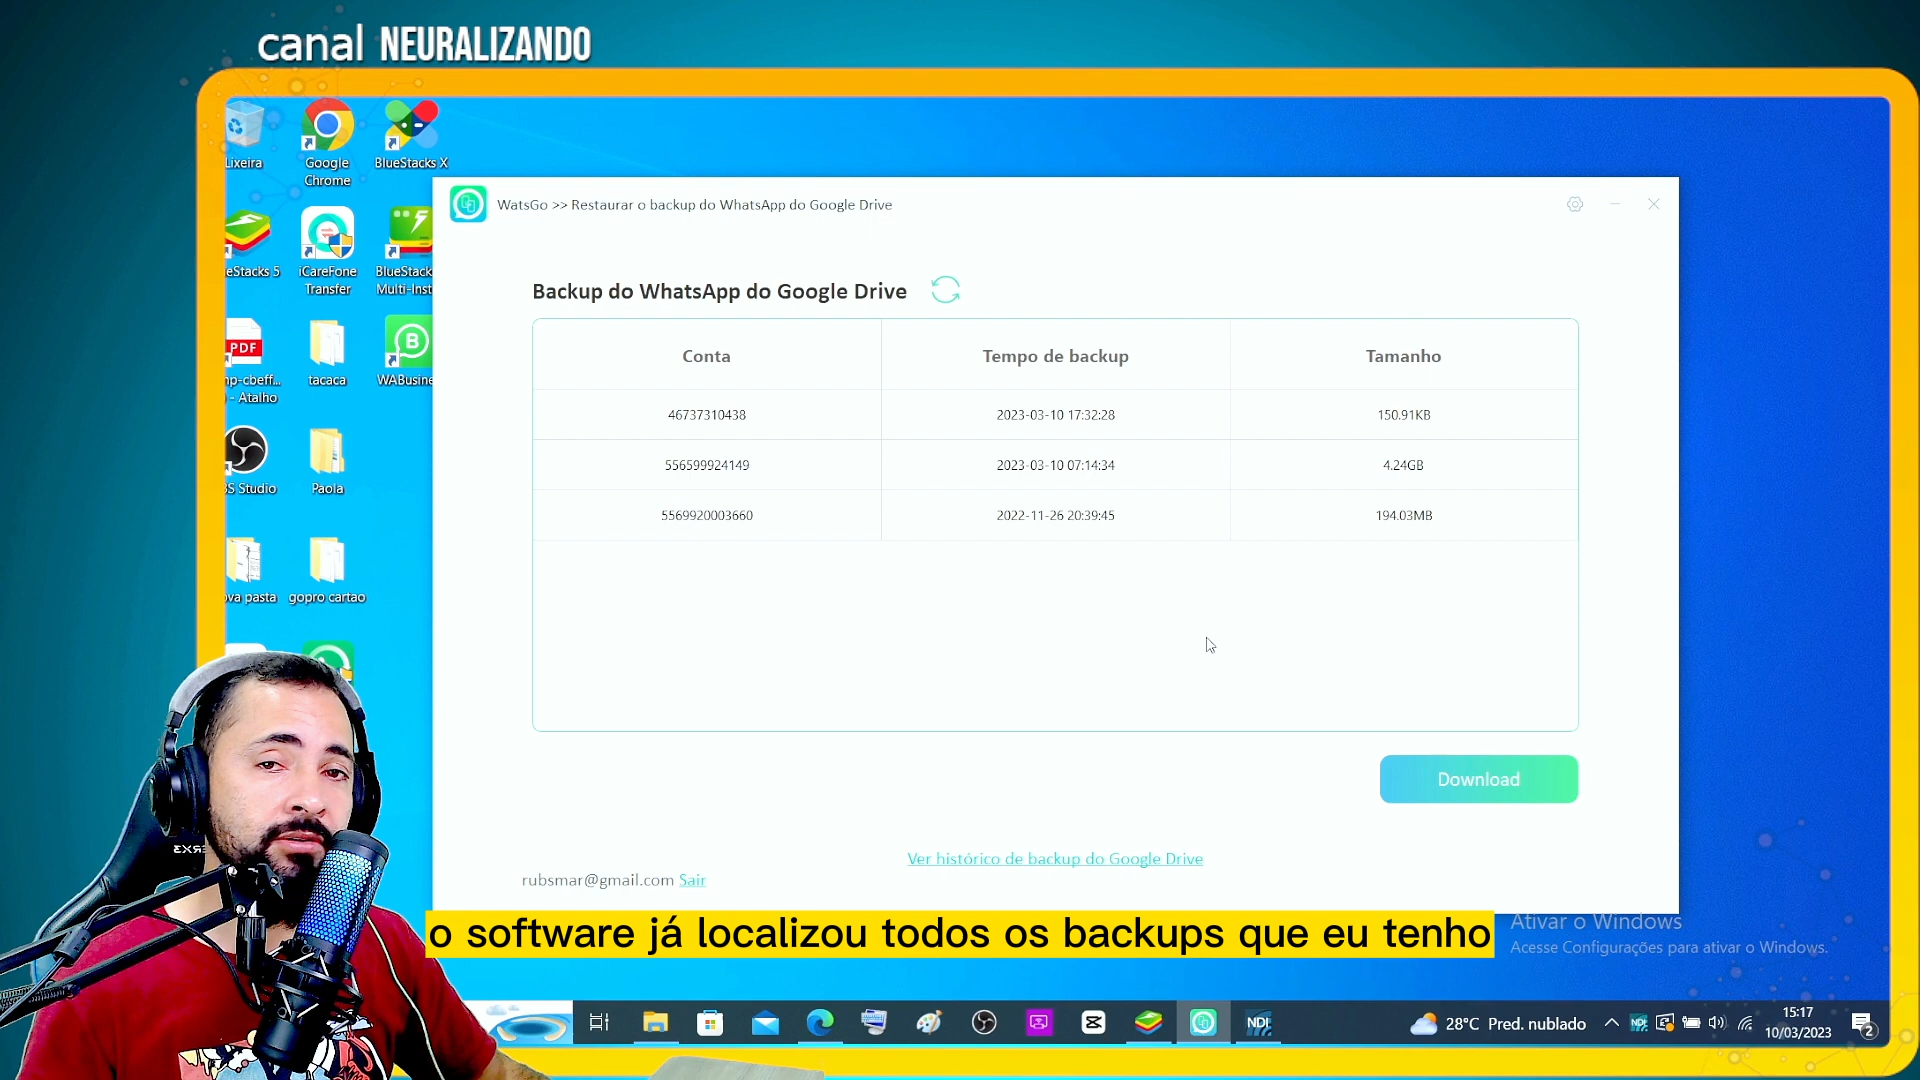 canal NEURALIZANDO
Lixeira
Google
Chrome
BlueStacks X
eStacks 5
iCareFone
Transfer
BlueStack
Multi-Inst
PDF
np-cbeff...
- Atalho
tacaca
WABusine
S Studio
Paola
ova pasta
gopro cartao
WatsGo >> Restaurar o backup do WhatsApp do Google Drive
Backup do WhatsApp do Google Drive
Conta Tempo de backup Tamanho
46737310438 2023-03-10 17:32:28 150.91KB
556599924149 2023-03-10 07:14:34 4.24GB
5569920003660 2022-11-26 20:39:45 194.03MB
Download
Ver histórico de backup do Google Drive
rubsmar@gmail.com Sair
o software já localizou todos os backups que eu tenho
Ativar o Windows
Acesse Configurações para ativar o Windows.
NDI
28°C Pred. nublado
NDI
15:17
10/03/2023
2